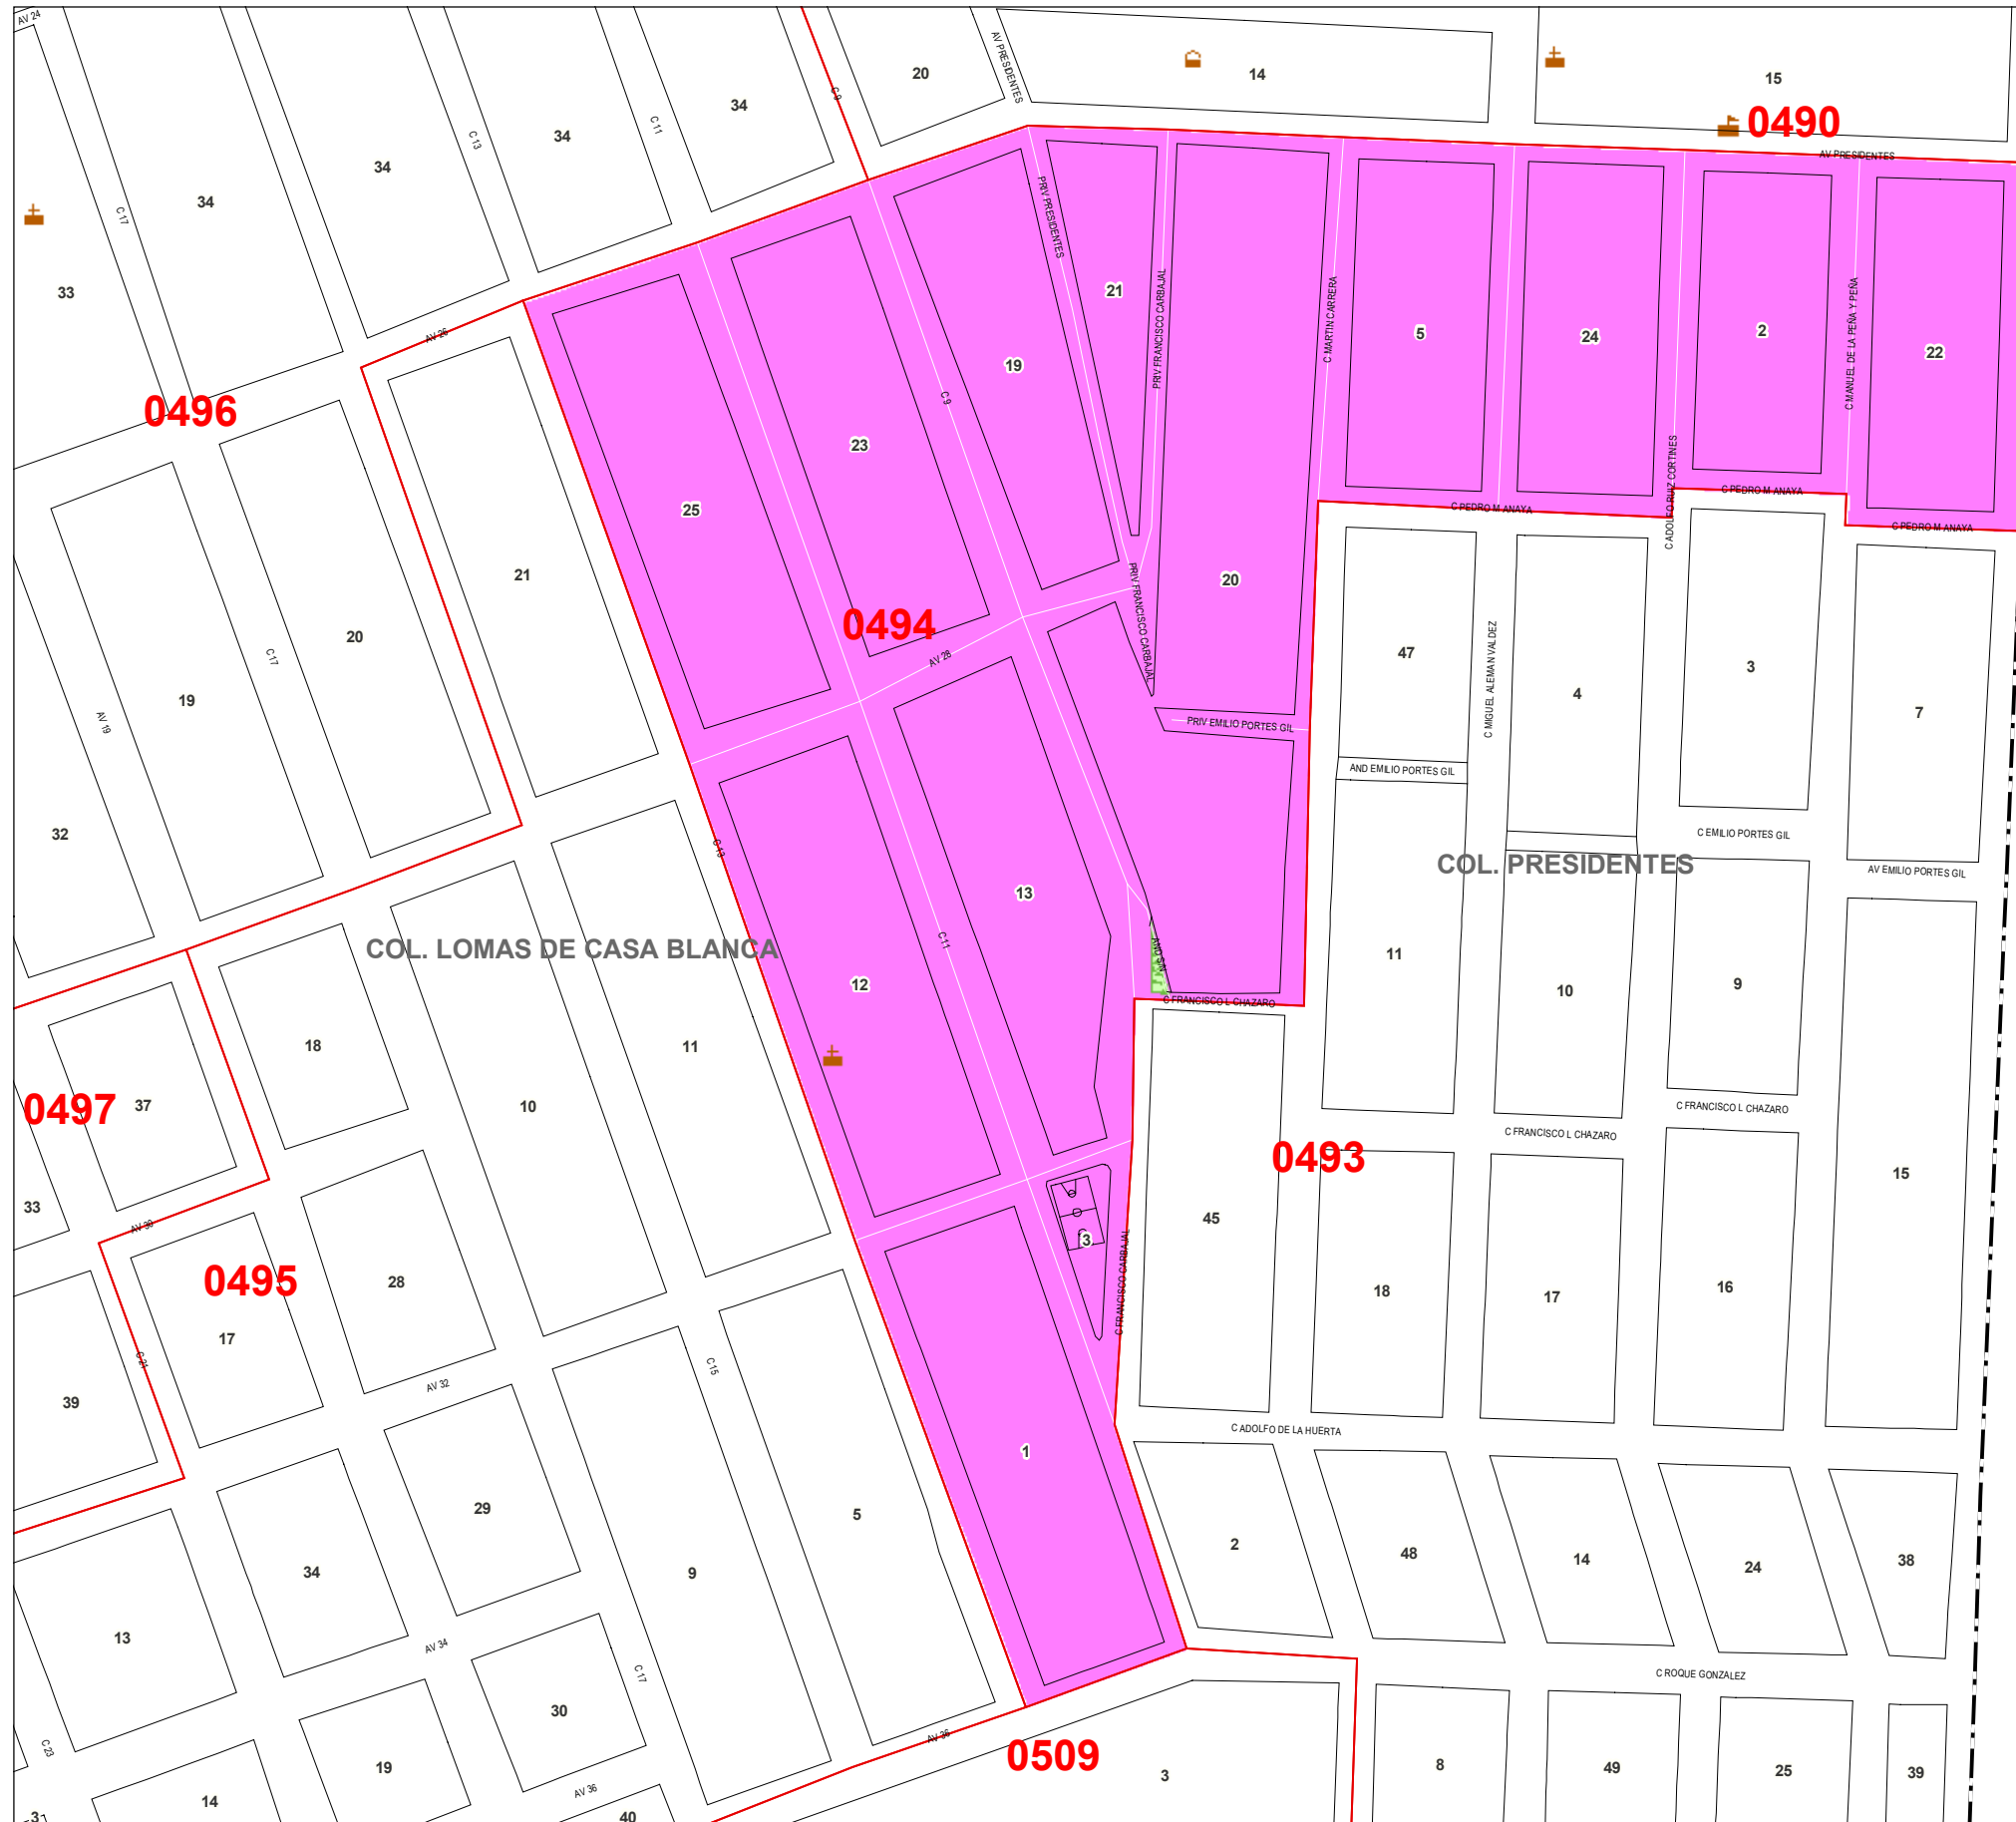 AV 24
C 9
20
AV PRESIDENTES
14
15
0490
AV PRESIDENTES
34
C 11
34
C 13
34
34
C 17
33
PRIV PRESIDENTES
21
PRIV FRANCISCO CARBAJAL
C MARTIN CARRERA
5
24
2
C MANUEL DE LA PEÑA Y PEÑA
22
AV 26
19
C 9
0496
23
25
C ADOLFO RUIZ CORTINES
C PEDRO M ANAYA
C PEDRO M ANAYA
C PEDRO M ANAYA
21
20
PRIV FRANCISCO CARBAJAL
0494
AV 28
20
C 17
19
AV 19
47
C MIGUEL ALEMAN VALDEZ
4
3
7
PRIV EMILIO PORTES GIL
AND EMILIO PORTES GIL
C EMILIO PORTES GIL
AV EMILIO PORTES GIL
32
C 13
COL. PRESIDENTES
13
C 11
COL. LOMAS DE CASA BLANCA
AND S/N
12
11
10
9
C FRANCISCO L CHAZARO
18
11
10
0497
37
C FRANCISCO L CHAZARO
C FRANCISCO L CHAZARO
0493
15
33
AV 30
45
3
C FRANCISCO CARBAJAL
0495
28
18
17
16
17
C 21
C 15
39
AV 32
C ADOLFO DE LA HUERTA
1
29
5
2
48
14
24
38
34
9
13
AV 34
C 17
C ROQUE GONZALEZ
30
AV 36
0509
C 23
19
3
8
49
25
39
14
AV 36
40
3